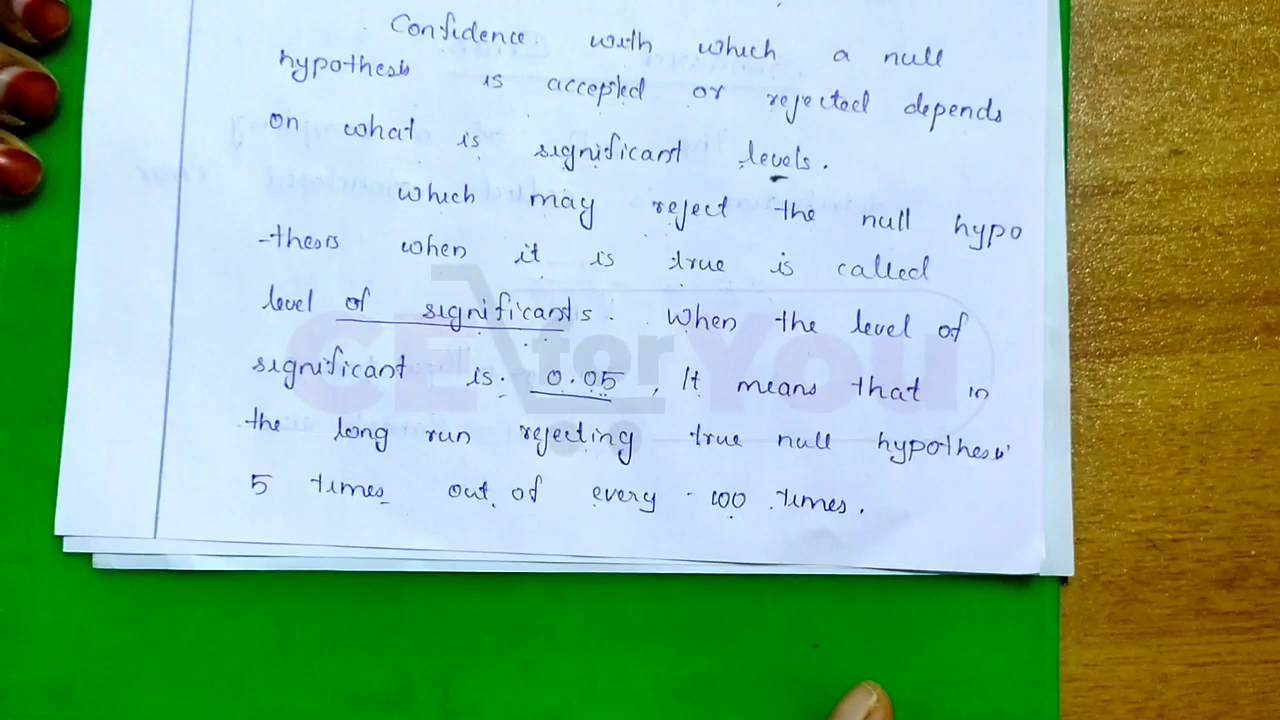 Confidence with which a null
hypothesis is accepted or rejected depends
on what is significant levels.
which may reject the null hypo
-thesis when it is true is called
level of significants. When the level of
significant is. 0.05, It means that in
the long run rejecting true null hypothesis
5 times out of every 100 times.
CE for You